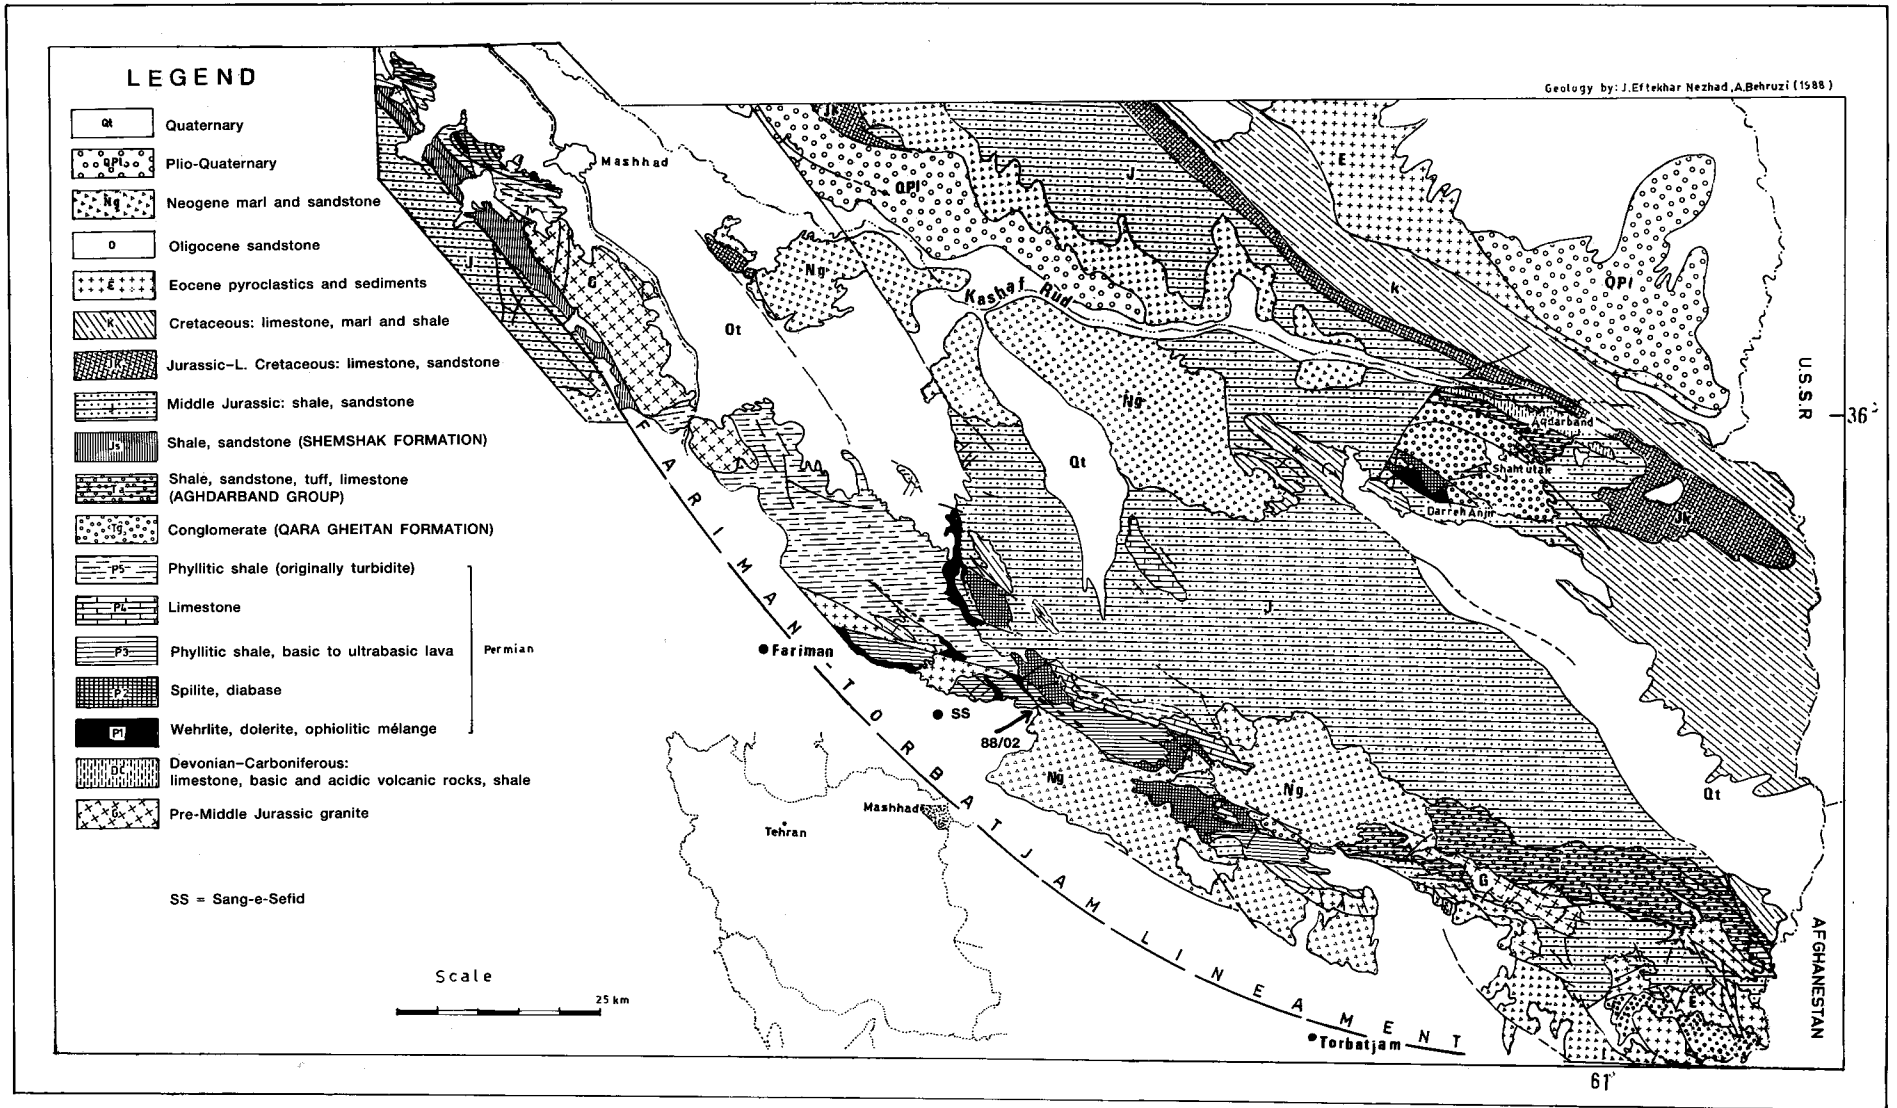 LEGEND
Qt Quaternary
QPl Plio-Quaternary
Ng Neogene marl and sandstone
O Oligocene sandstone
E Eocene pyroclastics and sediments
K Cretaceous: limestone, marl and shale
JK Jurassic-L. Cretaceous: limestone, sandstone
J Middle Jurassic: shale, sandstone
Js Shale, sandstone (SHEMSHAK FORMATION)
Ta Shale, sandstone, tuff, limestone
(AGHDARBAND GROUP)
Tg Conglomerate (QARA GHEITAN FORMATION)
P5 Phyllitic shale (originally turbidite)
P4 Limestone
P3 Phyllitic shale, basic to ultrabasic lava
P2 Spilite, diabase
P1 Wehrlite, dolerite, ophiolitic mélange
Permian
DC Devonian-Carboniferous:
limestone, basic and acidic volcanic rocks, shale
G Pre-Middle Jurassic granite
SS = Sang-e-Sefid
Scale
25 km
Geology by: J.Eftekhar Nezhad, A.Behruzi (1988)
Mashhad
Jk
QPl
J
E
QPl
k
J
G
Ng
Qt
Kashaf Rud
Ng
Qt
U.S.S.R
36°
Aqdarband
Shahtutak
Darreh Anjir
Jk
J
Fariman
SS
88/02
Ng
Ng
Qt
G
E
FARIMAN-TORBAT JAM LINEAMENT
Mashhad
Tehran
Torbatjam
AFGHANESTAN
61°